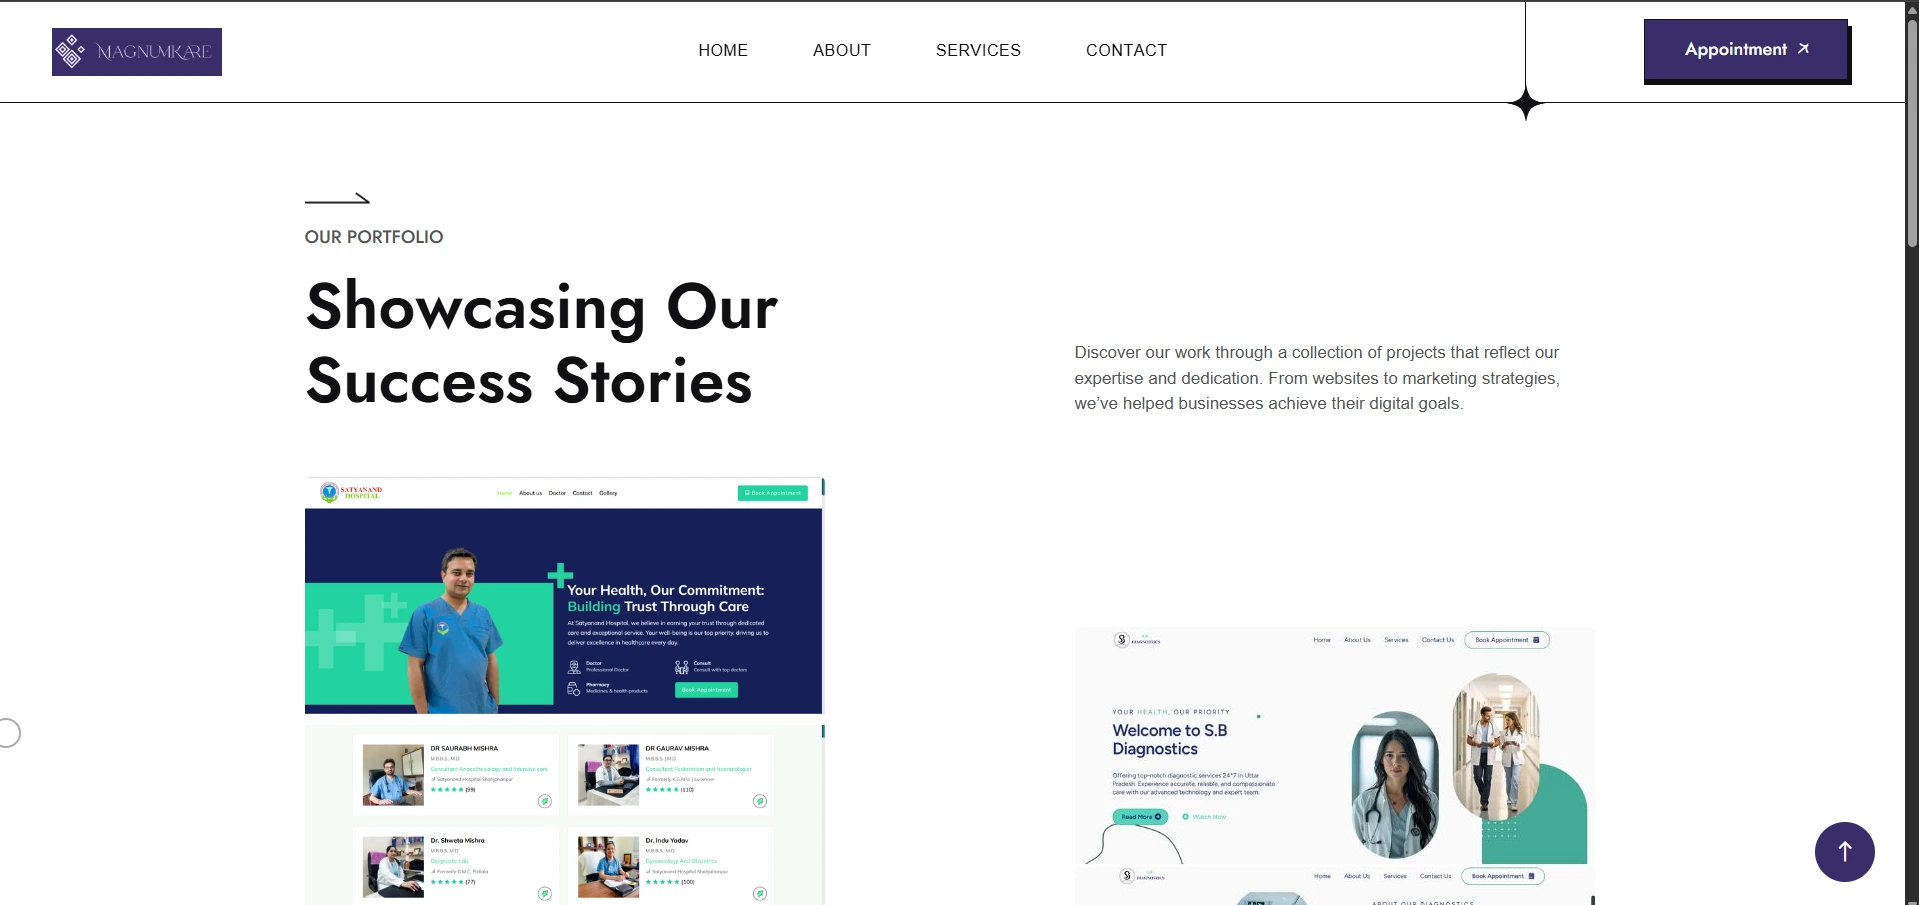 MAGNUMKARE
HOME
ABOUT
SERVICES
CONTACT
Appointment
OUR PORTFOLIO
Showcasing Our
Success Stories
Discover our work through a collection of projects that reflect our
expertise and dedication. From websites to marketing strategies,
we’ve helped businesses achieve their digital goals.
SATYANAND
HOSPITAL
Home
About us
Doctor
Contact
Gallery
Book Appointment
Your Health, Our Commitment:
Building Trust Through Care
At Satyanand Hospital, we believe in earning your trust through dedicated
care and exceptional service. Your well-being is our top priority, driving us to
deliver excellence in healthcare every day.
Doctor
Professional Doctor
Consult
Consult with top doctors
Pharmacy
Medicines & health products
Book Appointment
DR SAURABH MISHRA
M.B.B.S., M.D.
Consultant Anaesthesiology and Intensive care
Satyanand Hospital Shahjahanpur
(99)
DR GAURAV MISHRA
M.B.B.S., M.D.
Consultant Pediatrician and Neonatologist
Formerly K.G.M.U. Lucknow
(110)
Dr. Shweta Mishra
M.B.B.S., M.D.
Diagnostic Lab
Formerly G.M.C. Patiala
(77)
Dr. Indu Yadav
M.B.B.S., M.D.
Gynaecology And Obstetrics
Satyanand Hospital Shahjahanpur
(100)
DIAGNOSTICS
Home
About Us
Services
Contact Us
Book Appointment
YOUR HEALTH, OUR PRIORITY
Welcome to S.B
Diagnostics
Offering top-notch diagnostic services 24*7 in Uttar
Pradesh. Experience accurate, reliable, and compassionate
care with our advanced technology and expert team.
Read More
Watch Now
DIAGNOSTICS
Home
About Us
Services
Contact Us
Book Appointment
ABOUT OUR DIAGNOSTICS